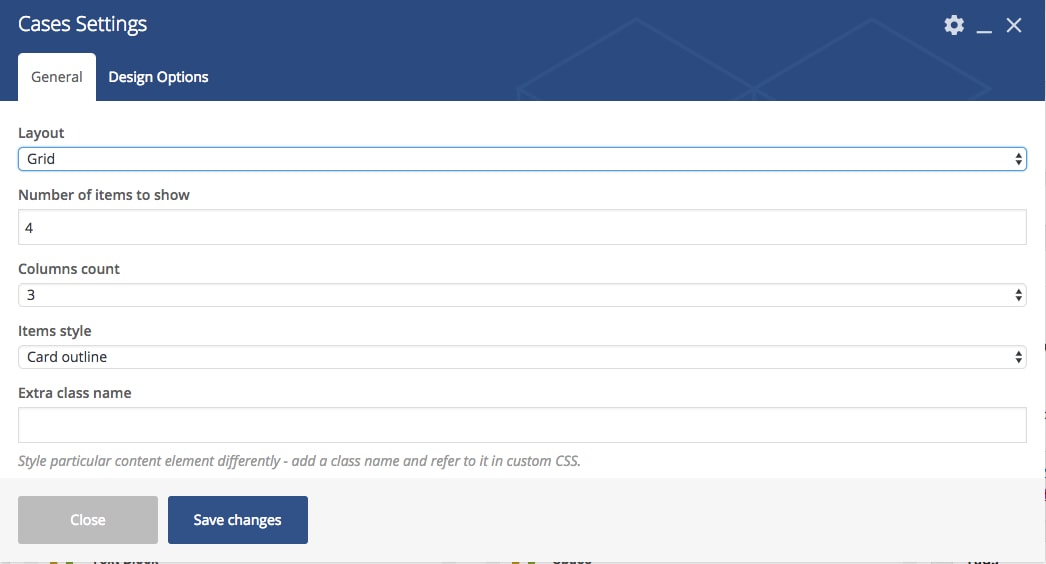 Cases Settings
General
Design Options
Layout
Grid
Number of items to show
4
Columns count
3
Items style
Card outline
Extra class name
Style particular content element differently - add a class name and refer to it in custom CSS.
Close
Save changes
Text Block